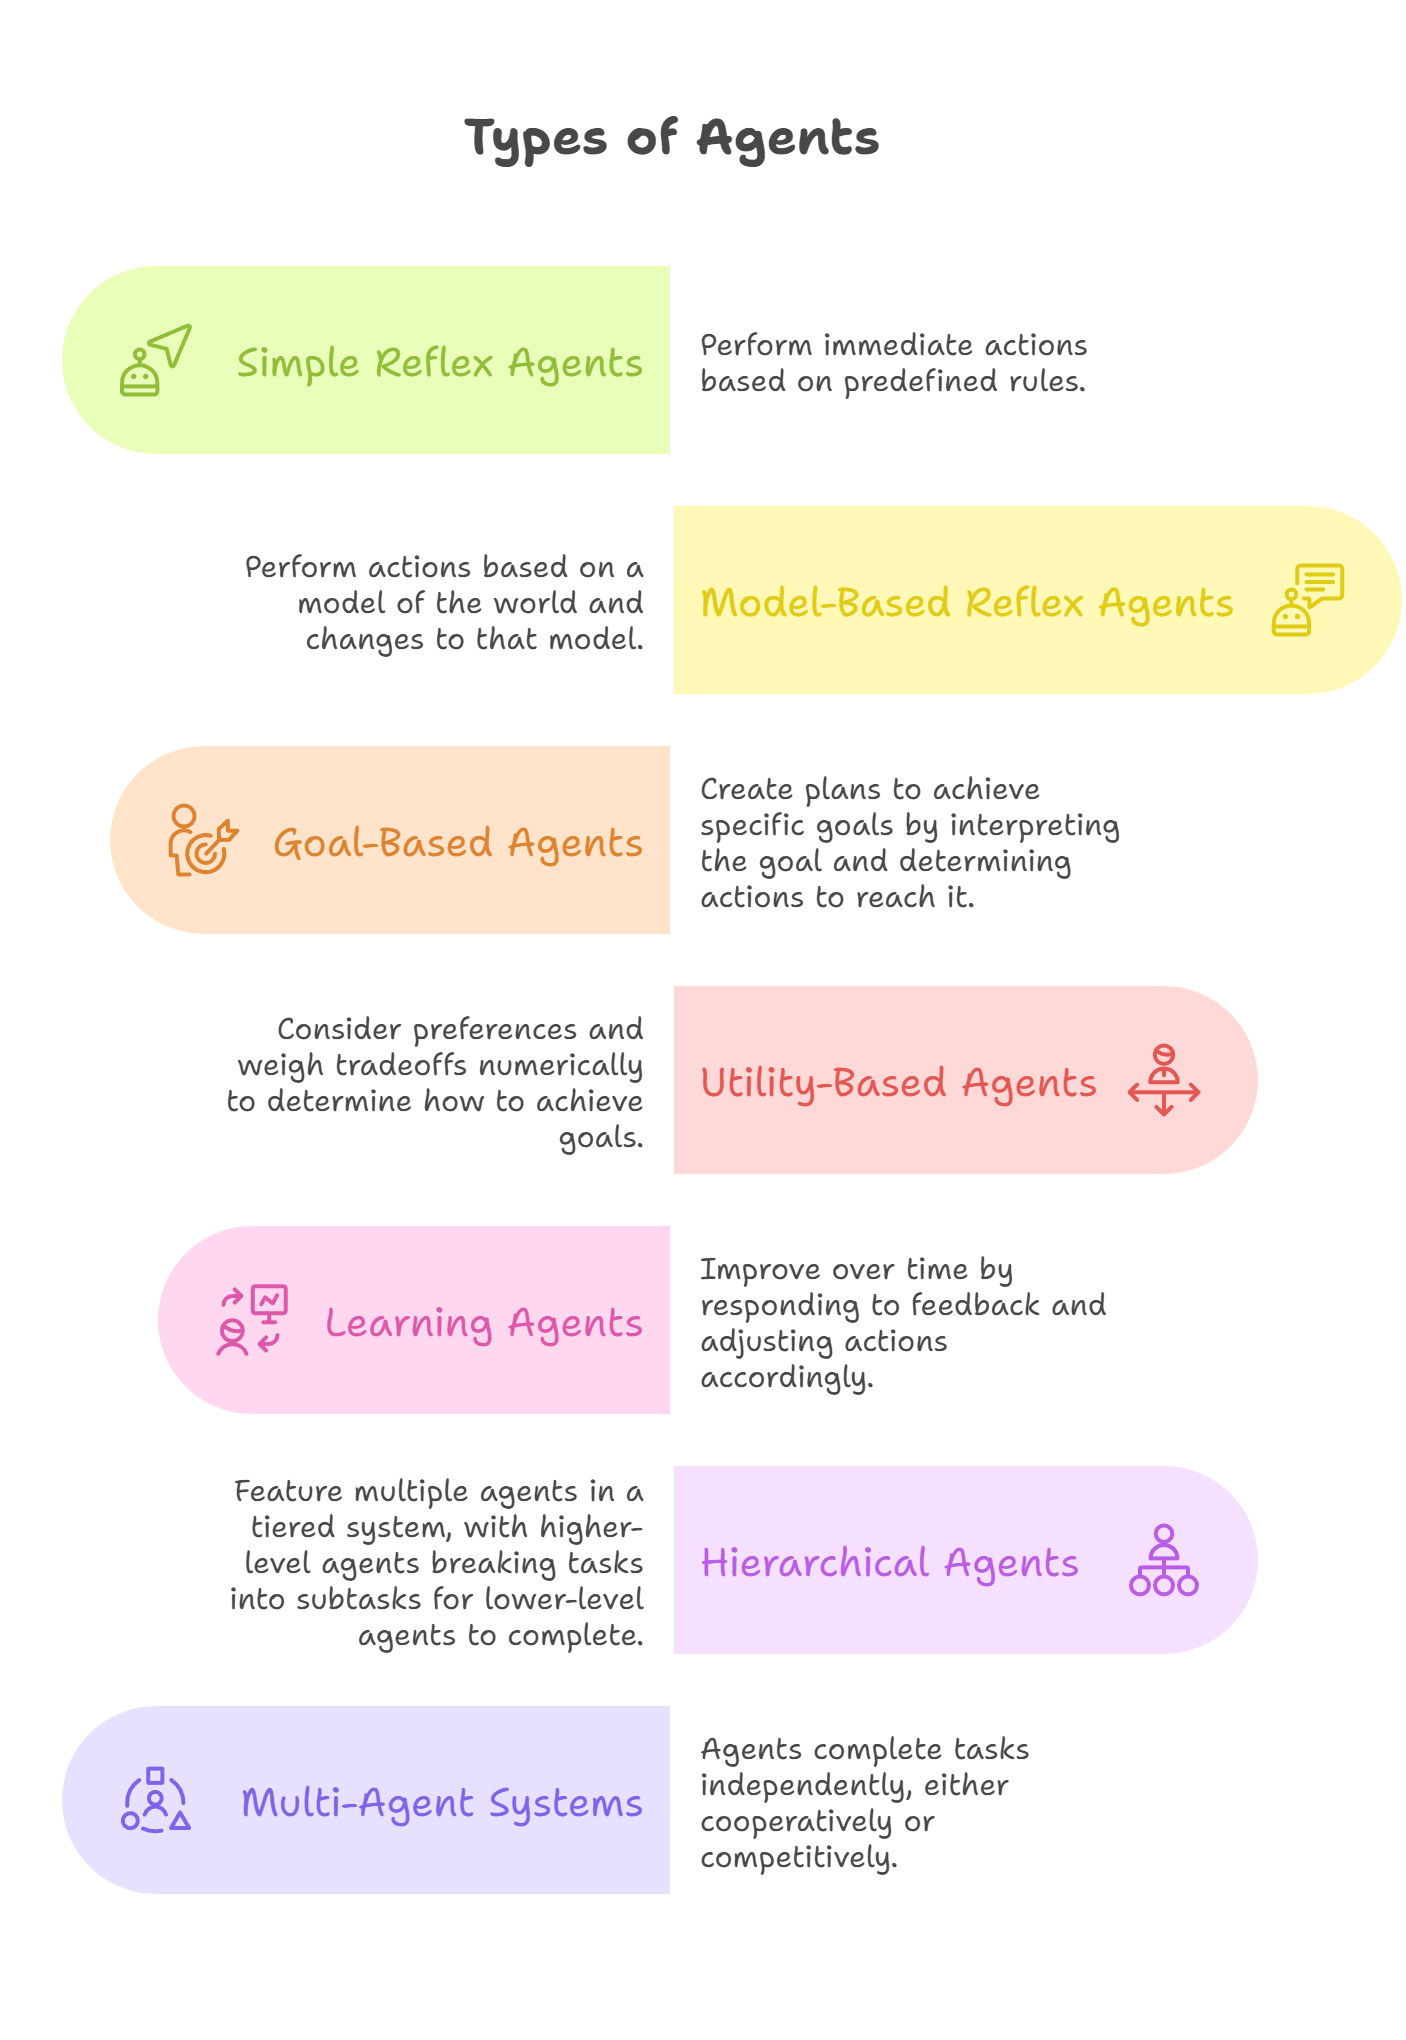 Types of Agents
Simple Reflex Agents
Perform immediate actions
based on predefined rules.
Perform actions based on a
model of the world and
changes to that model.
Model-Based Reflex Agents
Goal-Based Agents
Create plans to achieve
specific goals by interpreting
the goal and determining
actions to reach it.
Consider preferences and
weigh tradeoffs numerically
to determine how to achieve
goals.
Utility-Based Agents
Learning Agents
Improve over time by
responding to feedback and
adjusting actions
accordingly.
Feature multiple agents in a
tiered system, with higher-
level agents breaking tasks
into subtasks for lower-level
agents to complete.
Hierarchical Agents
Multi-Agent Systems
Agents complete tasks
independently, either
cooperatively or
competitively.